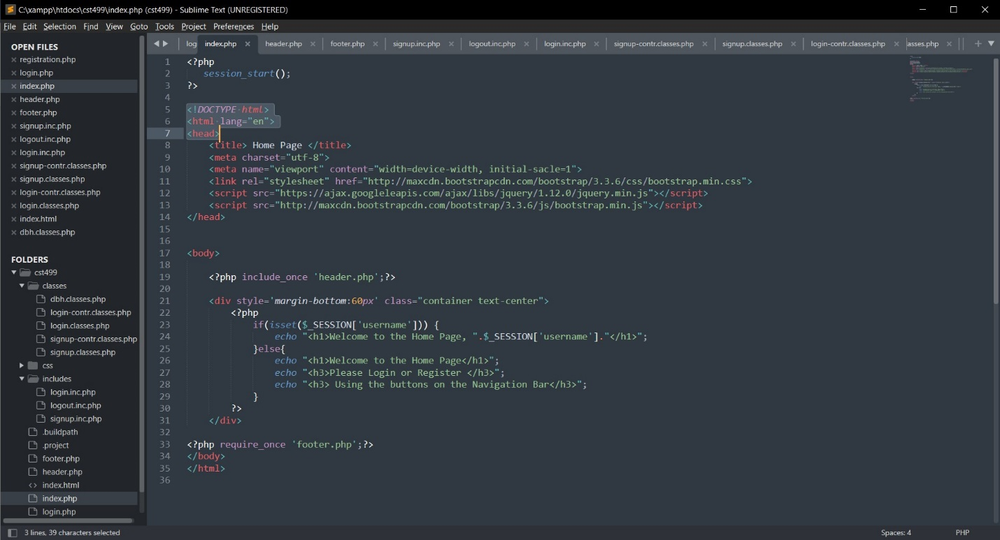 C:\xampp\htdocs\cst499\index.php (cst499) - Sublime Text (UNREGISTERED)
File Edit Selection Find View Goto Tools Project Preferences Help
OPEN FILES
registration.php
login.php
index.php
header.php
footer.php
signup.inc.php
logout.inc.php
login.inc.php
signup-contr.classes.php
signup.classes.php
login-contr.classes.php
login.classes.php
index.html
dbh.classes.php
FOLDERS
cst499
classes
dbh.classes.php
login-contr.classes.php
login.classes.php
signup-contr.classes.php
signup.classes.php
css
includes
login.inc.php
logout.inc.php
signup.inc.php
.buildpath
.project
footer.php
header.php
index.html
index.php
login.php
log index.php header.php footer.php signup.inc.php logout.inc.php login.inc.php signup-contr.classes.php signup.classes.php login-contr.classes.php asses.php
1 <?php
2 session_start();
3 ?>
4
5 <!DOCTYPE html>
6 <html lang="en">
7 <head>
8 <title> Home Page </title>
9 <meta charset="utf-8">
10 <meta name="viewport" content="width=device-width, initial-sacle=1">
11 <link rel="stylesheet" href="http://maxcdn.bootstrapcdn.com/bootstrap/3.3.6/css/bootstrap.min.css">
12 <script src="https://ajax.googleleapis.com/ajax/libs/jquery/1.12.0/jquery.min.js"></script>
13 <script src="http://maxcdn.bootstrapcdn.com/bootstrap/3.3.6/js/bootstrap.min.js"></script>
14 </head>
15
16
17 <body>
18
19 <?php include_once 'header.php';?>
20
21 <div style='margin-bottom:60px' class="container text-center">
22 <?php
23 if(isset($_SESSION['username'])) {
24 echo "<h1>Welcome to the Home Page, ".$_SESSION['username']."</h1>";
25 }else{
26 echo "<h1>Welcome to the Home Page</h1>";
27 echo "<h3>Please Login or Register </h3>";
28 echo "<h3> Using the buttons on the Navigation Bar</h3>";
29 }
30 ?>
31 </div>
32
33 <?php require_once 'footer.php';?>
34 </body>
35 </html>
36
3 lines, 39 characters selected
Spaces: 4 PHP